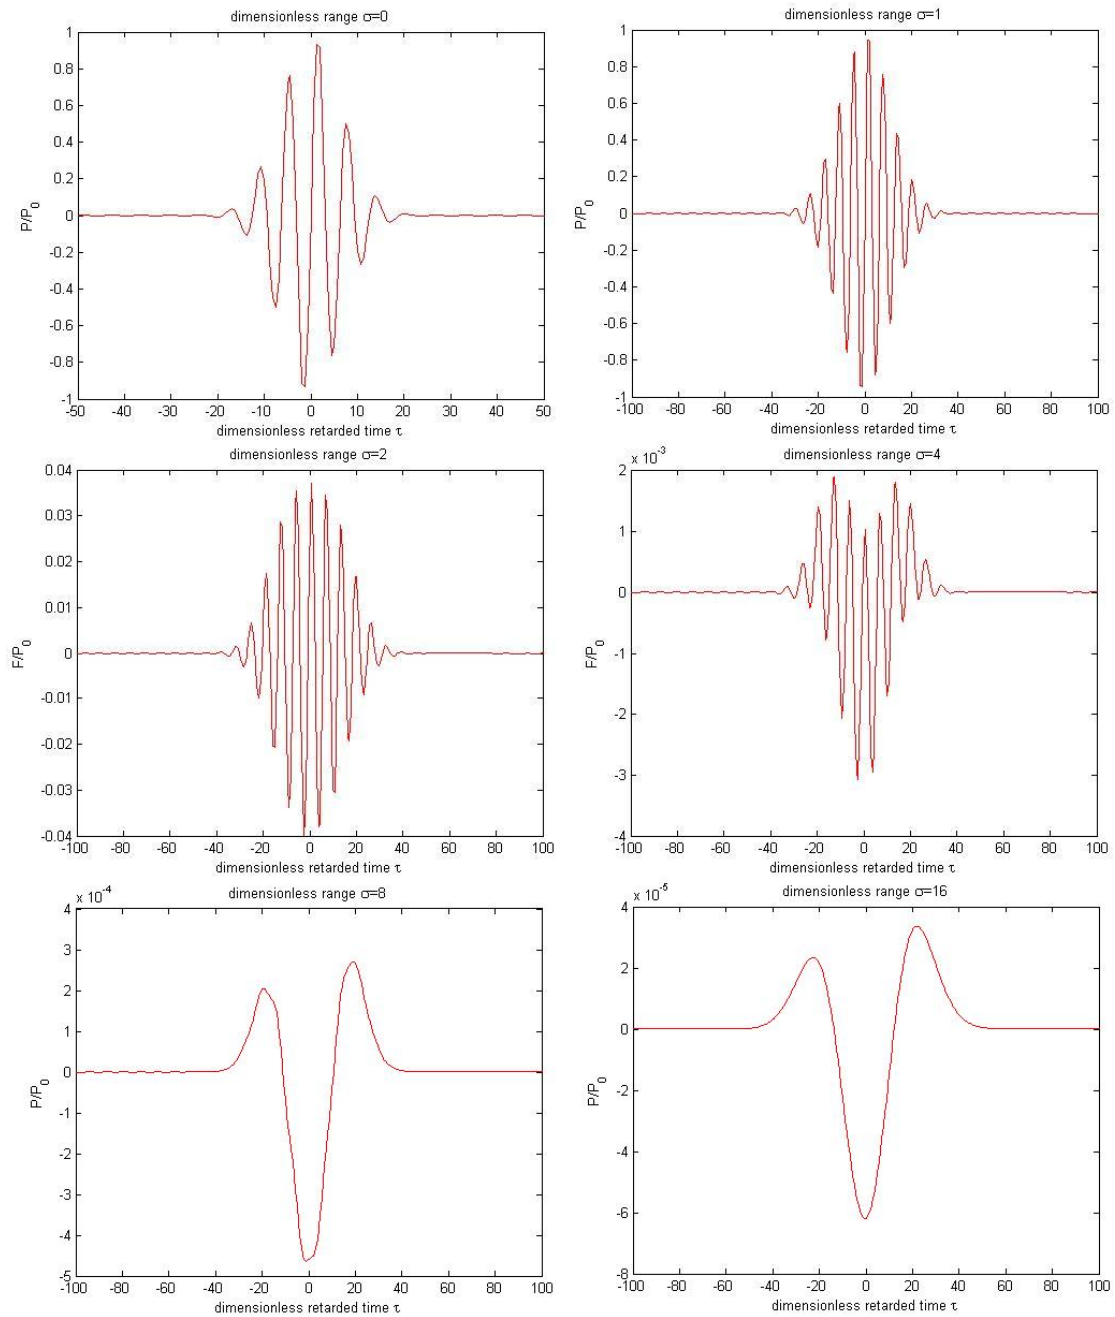 dimensionless range σ=0
1
0.8
0.6
0.4
0.2
0
-0.2
-0.4
-0.6
-0.8
-1
P/P0
-50 -40 -30 -20 -10 0 10 20 30 40 50
dimensionless retarded time τ
dimensionless range σ=1
1
0.8
0.6
0.4
0.2
0
-0.2
-0.4
-0.6
-0.8
-1
P/P0
-100 -80 -60 -40 -20 0 20 40 60 80 100
dimensionless retarded time τ
dimensionless range σ=2
0.04
0.03
0.02
0.01
0
-0.01
-0.02
-0.03
-0.04
F/P0
-100 -80 -60 -40 -20 0 20 40 60 80 100
dimensionless retarded time τ
x 10-3
dimensionless range σ=4
2
1
0
-1
-2
-3
-4
F/P0
-100 -80 -60 -40 -20 0 20 40 60 80 100
dimensionless retarded time τ
x 10-4
dimensionless range σ=8
4
3
2
1
0
-1
-2
-3
-4
-5
P/P0
-100 -80 -60 -40 -20 0 20 40 60 80 100
dimensionless retarded time τ
x 10-5
dimensionless range σ=16
4
2
0
-2
-4
-6
-8
P/P0
-100 -80 -60 -40 -20 0 20 40 60 80 100
dimensionless retarded time τ